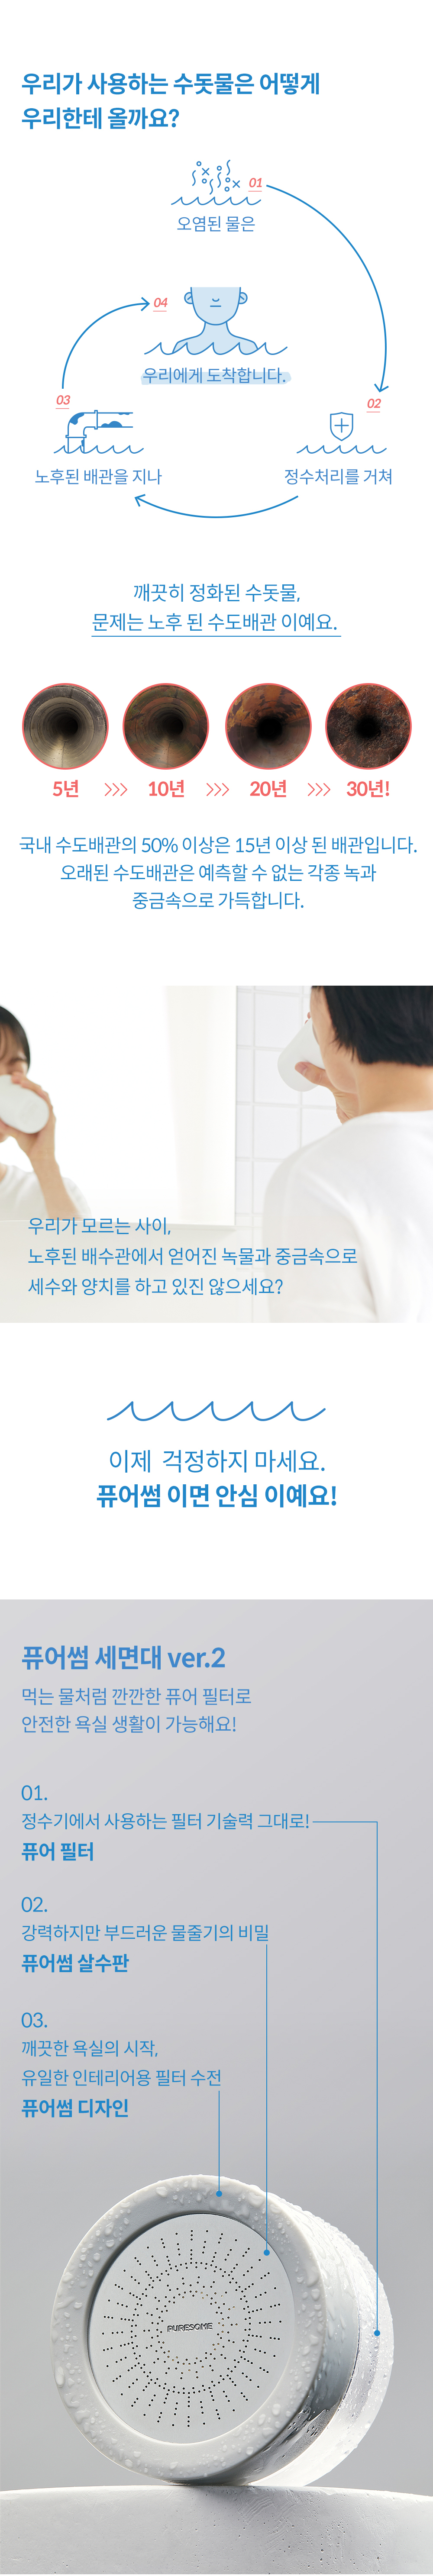 우리가 사용하는 수돗물은 어떻게
우리한테 올까요?
01
오염된 물은
04
우리에게 도착합니다.
03
02
노후된 배관을 지나
정수처리를 거쳐
깨끗히 정화된 수돗물,
문제는 노후 된 수도배관 이예요.
5년 >>> 10년 >>> 20년 >>> 30년!
국내 수도배관의 50% 이상은 15년 이상 된 배관입니다.
오래된 수도배관은 예측할 수 없는 각종 녹과
중금속으로 가득합니다.
우리가 모르는 사이,
노후된 배수관에서 얻어진 녹물과 중금속으로
세수와 양치를 하고 있진 않으세요?
이제 걱정하지 마세요.
퓨어썸 이면 안심 이예요!
퓨어썸 세면대 ver.2
먹는 물처럼 깐깐한 퓨어 필터로
안전한 욕실 생활이 가능해요!
01.
정수기에서 사용하는 필터 기술력 그대로!
퓨어 필터
02.
강력하지만 부드러운 물줄기의 비밀
퓨어썸 살수판
03.
깨끗한 욕실의 시작,
유일한 인테리어용 필터 수전
퓨어썸 디자인
PURESOME